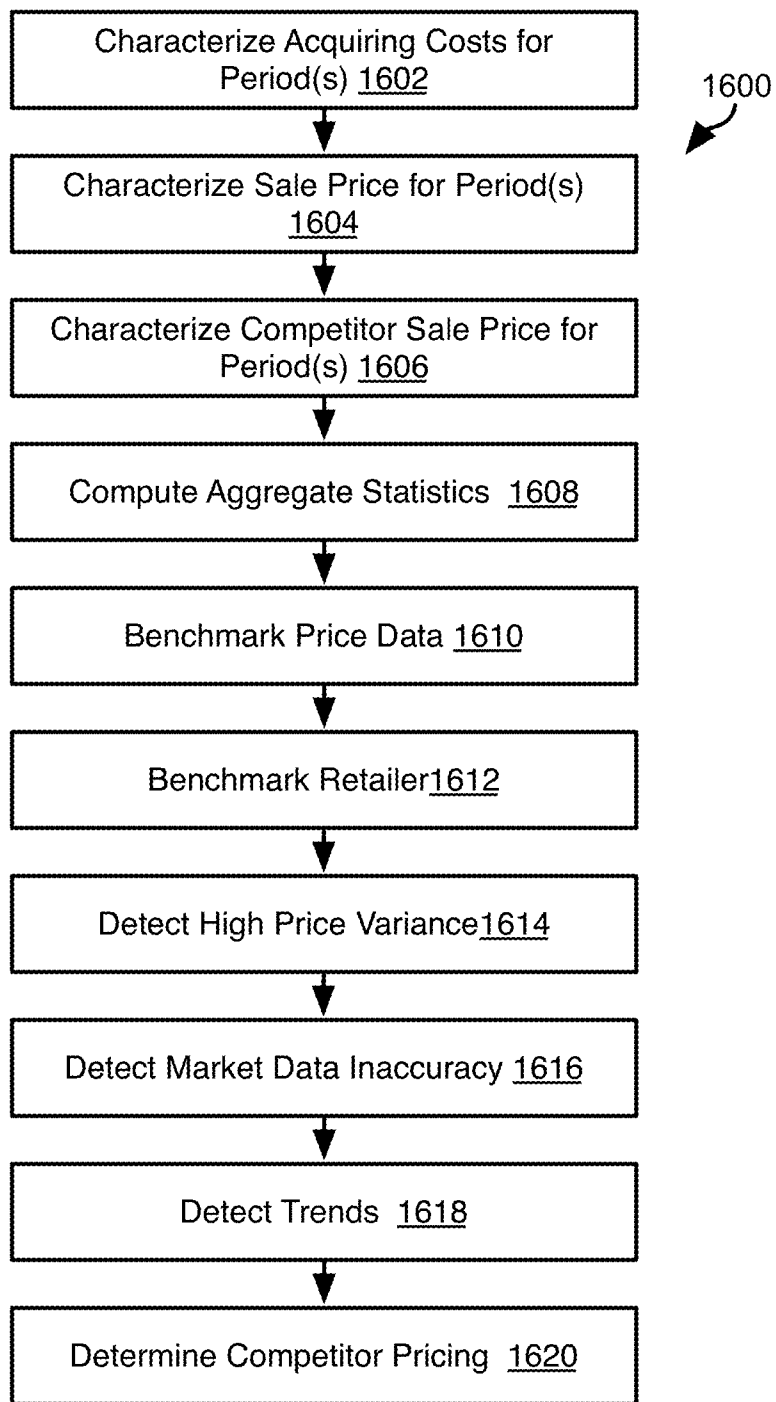 Characterize Acquiring Costs for
Period(s) 1602
1600
Characterize Sale Price for Period(s)
1604
Characterize Competitor Sale Price for
Period(s) 1606
Compute Aggregate Statistics 1608
Benchmark Price Data 1610
Benchmark Retailer1612
Detect High Price Variance1614
Detect Market Data Inaccuracy 1616
Detect Trends 1618
Determine Competitor Pricing 1620